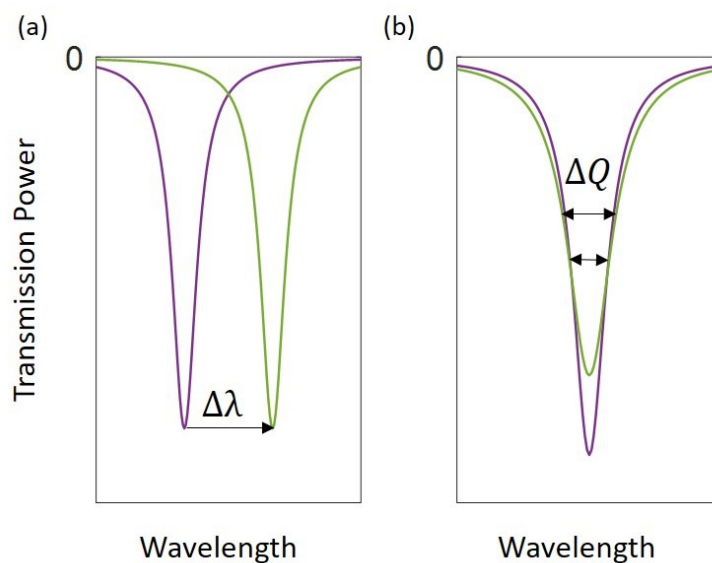 (a)
(b)
0
0
Transmission Power
ΔQ
Δλ
Wavelength
Wavelength